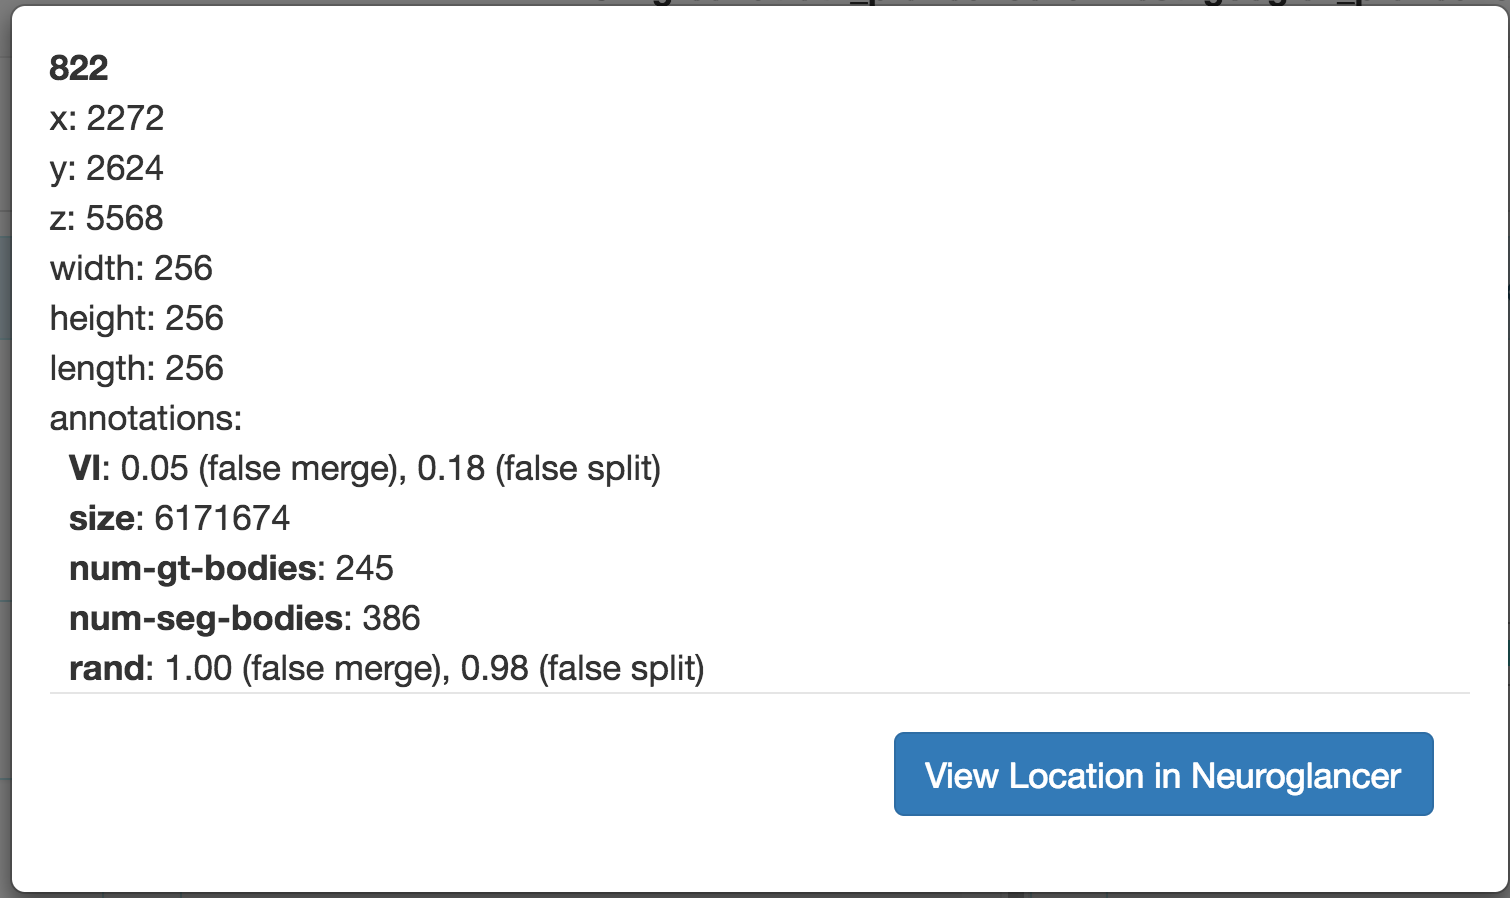 822
x: 2272
y: 2624
z: 5568
width: 256
height: 256
length: 256
annotations:
VI: 0.05 (false merge), 0.18 (false split)
size: 6171674
num-gt-bodies: 245
num-seg-bodies: 386
rand: 1.00 (false merge), 0.98 (false split)
View Location in Neuroglancer